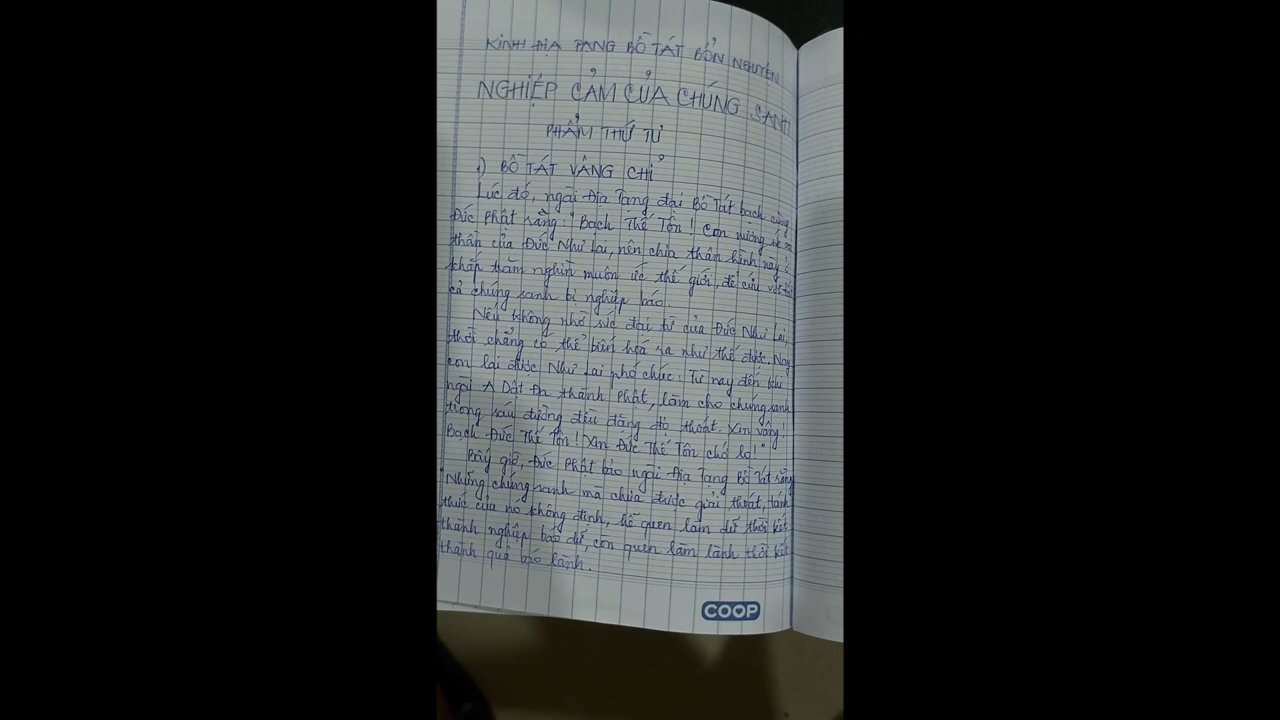 KINH ĐỊA TẠNG BỒ TÁT BỔN NGUYỆN
NGHIỆP CẢM CỦA CHÚNG SANH
PHẨM THỨ TƯ
1) BỒ TÁT VÂNG CHỈ
Lúc đó, ngài Địa Tạng đại Bồ Tát bạch cùng
Đức Phật rằng: "Bạch Thế Tôn! Con nương oai
thần của Đức Như Lai, nên chia thân hình này ở
khắp trăm nghìn muôn ức thế giới, để cứu vớt tất
cả chúng sanh bị nghiệp báo.
Nếu không nhờ sức đại từ của Đức Như Lai,
thời chẳng có thể biến hoá ra như thế được. Nay
con lại được Như Lai phó chúc: Từ nay đến khi
ngài A Dật Đa thành Phật, làm cho chúng sanh
trong sáu đường đều đặng độ thoát. Xin vâng!
Bạch Đức Thế Tôn! Xin Đức Thế Tôn chớ lo!"
Bấy giờ, Đức Phật bảo ngài Địa Tạng Bồ Tát rằng
"Những chúng sanh mà chưa được giải thoát, tánh
thức của nó không định, hễ quen làm dữ thời kết
thành nghiệp báo dữ, còn quen làm lành thời kết
thành quả báo lành.
COOP